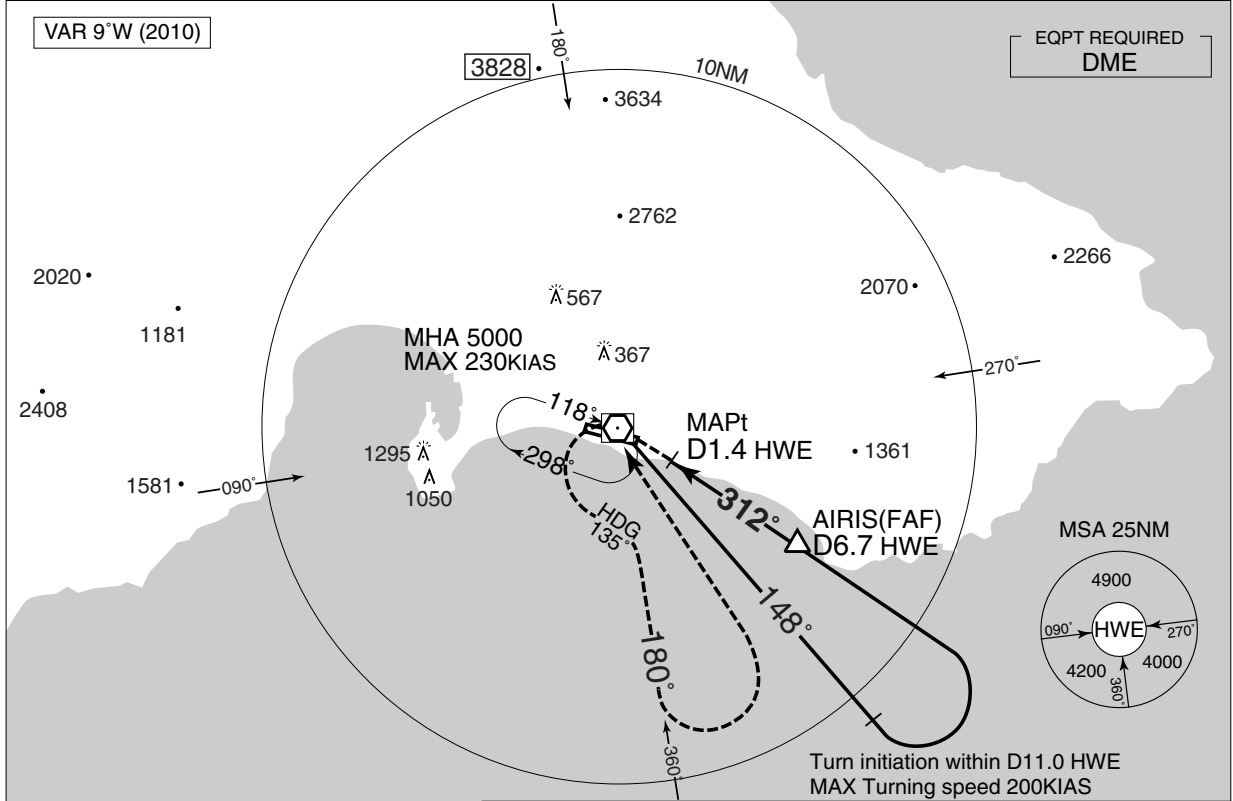 VAR 9°W (2010)
EQPT REQUIRED
DME
180°
3828
10NM
3634
2762
2266
2020
2070
567
1181
MHA 5000
MAX 230KIAS
367
270°
2408
118°
MAPt
D1.4 HWE
298°
1295
1361
1581
090°
1050
312°
HDG
135°
AIRIS(FAF)
D6.7 HWE
MSA 25NM
4900
148°
090°
HWE
270°
180°
4200
4000
360°
360°
Turn initiation within D11.0 HWE
MAX Turning speed 200KIAS